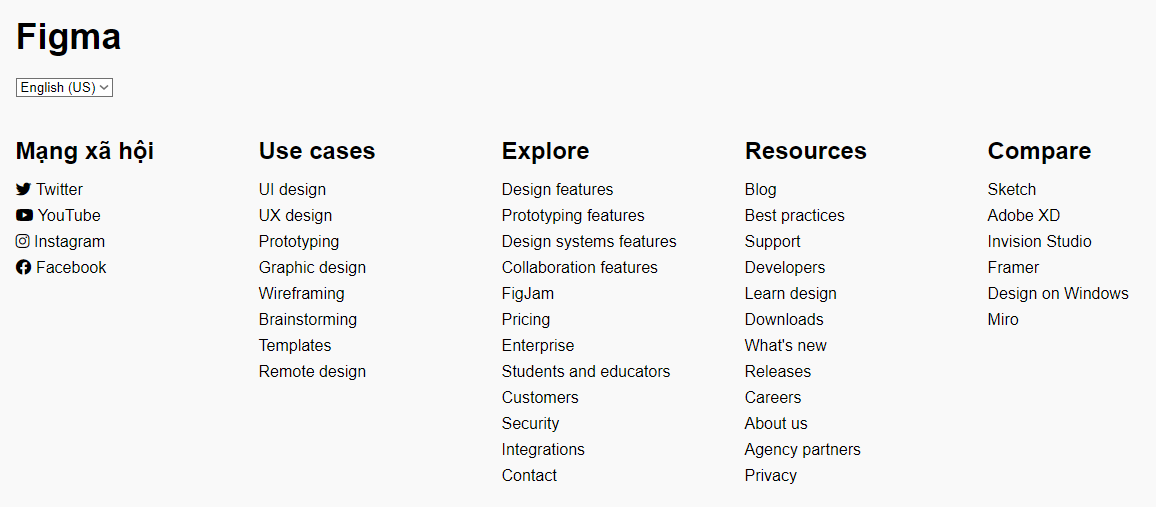 Figma
English (US)
Mạng xã hội
Twitter
YouTube
Instagram
Facebook
Use cases
UI design
UX design
Prototyping
Graphic design
Wireframing
Brainstorming
Templates
Remote design
Explore
Design features
Prototyping features
Design systems features
Collaboration features
FigJam
Pricing
Enterprise
Students and educators
Customers
Security
Integrations
Contact
Resources
Blog
Best practices
Support
Developers
Learn design
Downloads
What's new
Releases
Careers
About us
Agency partners
Privacy
Compare
Sketch
Adobe XD
Invision Studio
Framer
Design on Windows
Miro